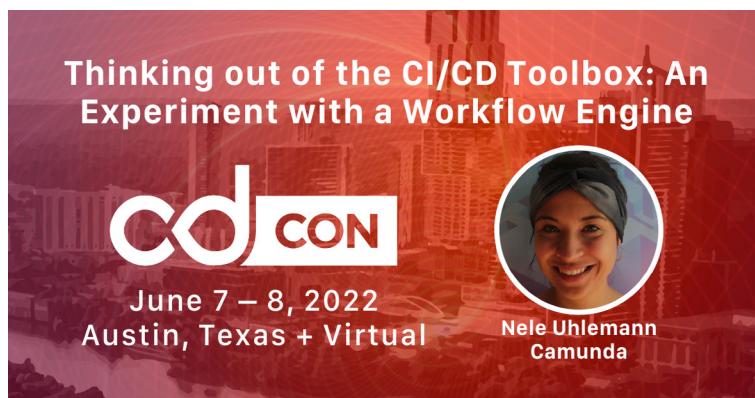 Thinking out of the CI/CD Toolbox: An
Experiment with a Workflow Engine
cd CON
June 7 – 8, 2022
Austin, Texas + Virtual
Nele Uhlemann
Camunda